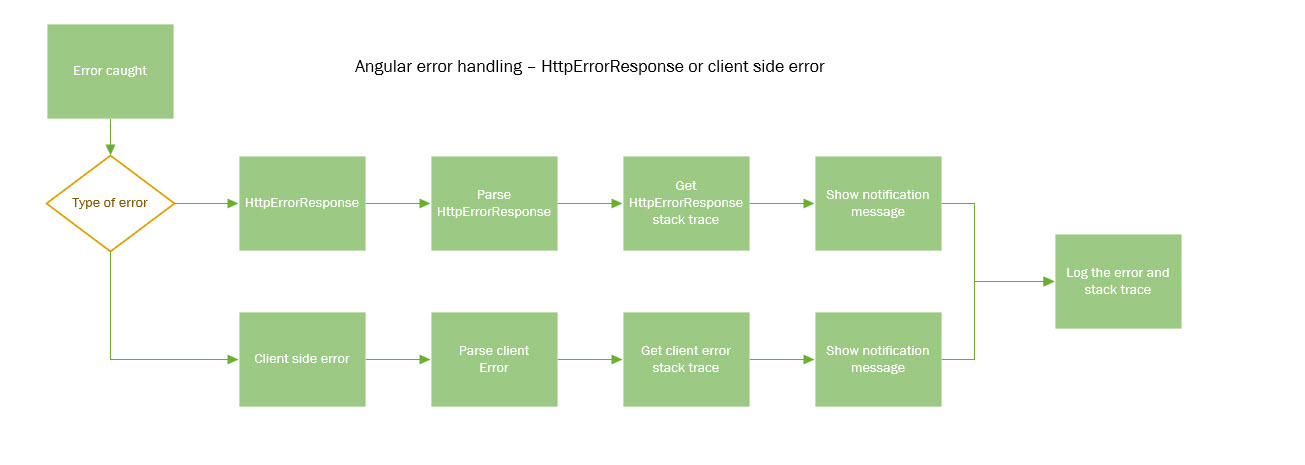 Error caught
Angular error handling – HttpErrorResponse or client side error
Type of error
HttpErrorResponse
Parse
HttpErrorResponse
Get
HttpErrorResponse
stack trace
Show notification
message
Log the error and
stack trace
Client side error
Parse client
Error
Get client error
stack trace
Show notification
message